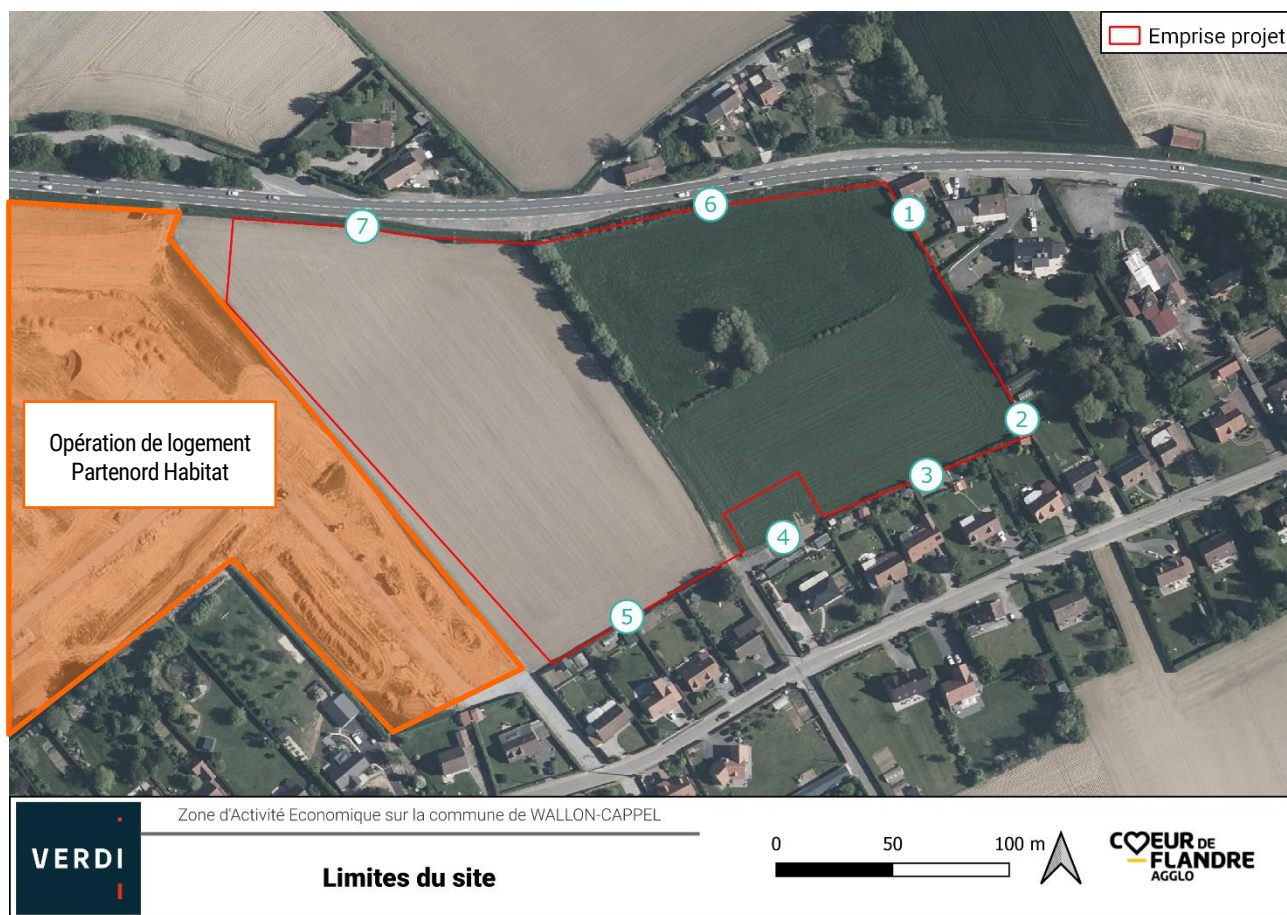 Emprise projet
7
6
1
2
3
4
5
Opération de logement
Partenord Habitat
VERDI
Zone d'Activité Economique sur la commune de WALLON-CAPPEL
Limites du site
0 50 100 m
CŒUR DE
FLANDRE
AGGLO